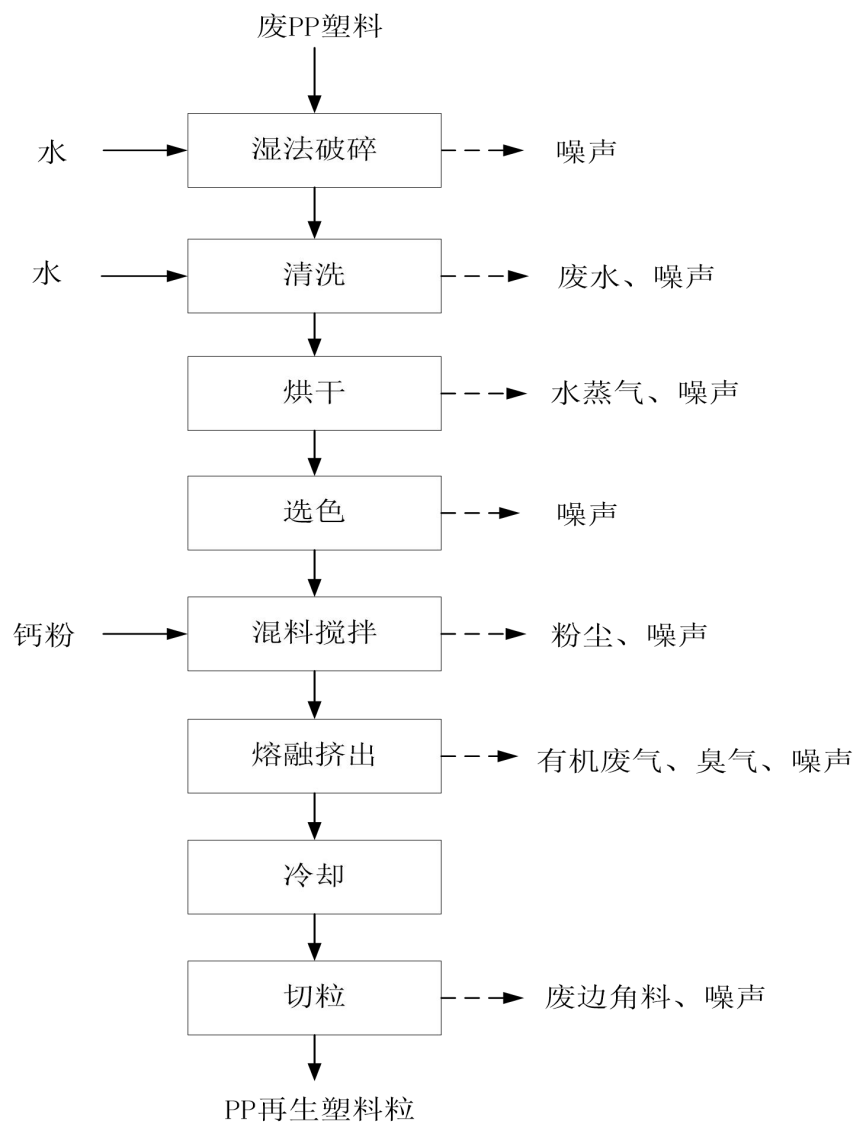 废PP塑料
水
湿法破碎
噪声
水
清洗
废水、噪声
烘干
水蒸气、噪声
选色
噪声
钙粉
混料搅拌
粉尘、噪声
熔融挤出
有机废气、臭气、噪声
冷却
切粒
废边角料、噪声
PP再生塑料粒